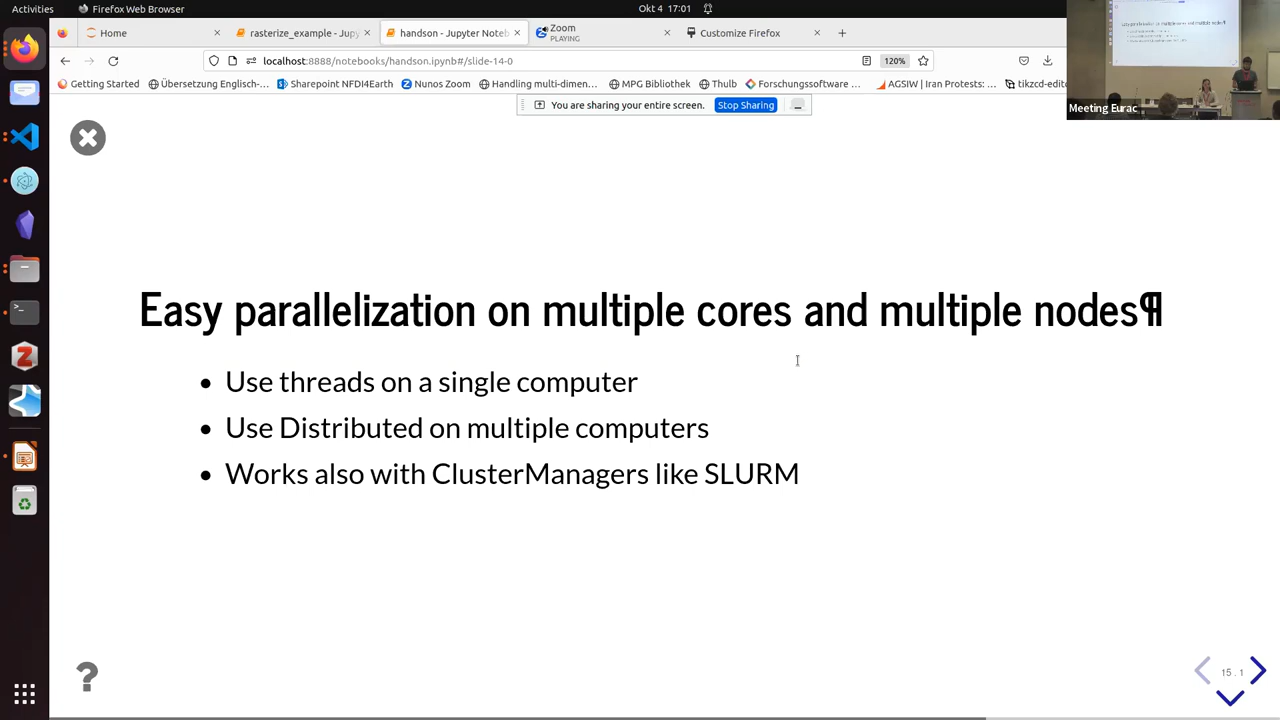 Activities
Firefox Web Browser
Okt 4 17:01
Home
rasterize_example - Jupy
handson - Jupyter Noteb
Zoom
PLAYING
Customize Firefox
localhost:8888/notebooks/handson.ipynb#/slide-14-0
120%
Getting Started
Übersetzung Englisch-…
Sharepoint NFDI4Earth
Nunos Zoom
Handling multi-dimen…
MPG Bibliothek
Thulb
Forschungssoftware …
AGSIW | Iran Protests: …
tikzcd-edit
You are sharing your entire screen.
Stop Sharing
Meeting Eurac
Easy parallelization on multiple cores and multiple nodes¶
• Use threads on a single computer
• Use Distributed on multiple computers
• Works also with ClusterManagers like SLURM
?
15 . 1